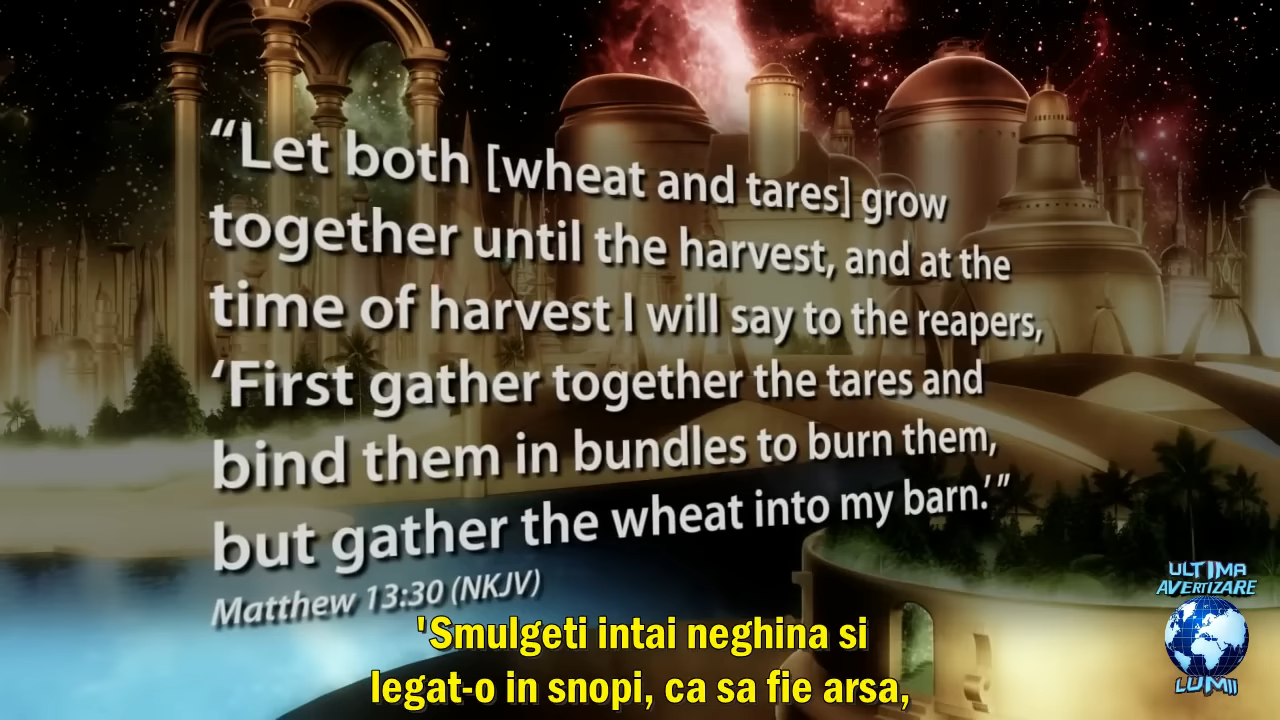 “Let both [wheat and tares] grow
together until the harvest, and at the
time of harvest I will say to the reapers,
‘First gather together the tares and
bind them in bundles to burn them,
but gather the wheat into my barn.’”
Matthew 13:30 (NKJV)
'Smulgeti intai neghina si
legat-o in snopi, ca sa fie arsa,
ULTIMA
AVERTIZARE
LUMII